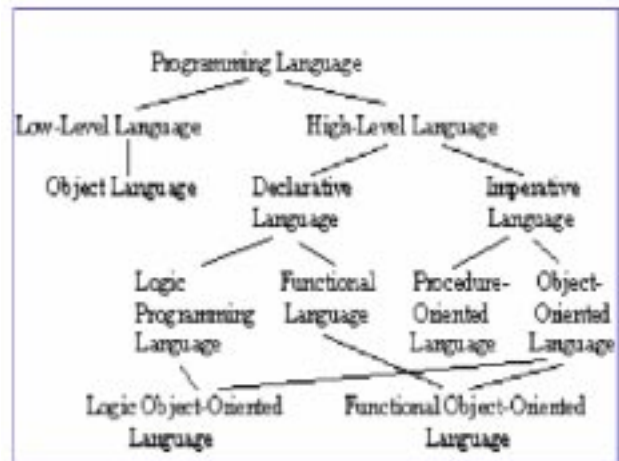 Programming Language
Low-Level Language
High-Level Language
Object Language
Declarative
Language
Imperative
Language
Logic
Programming
Language
Functional
Language
Procedure-
Oriented
Language
Object-
Oriented
Language
Logic Object-Oriented
Language
Functional Object-Oriented
Language